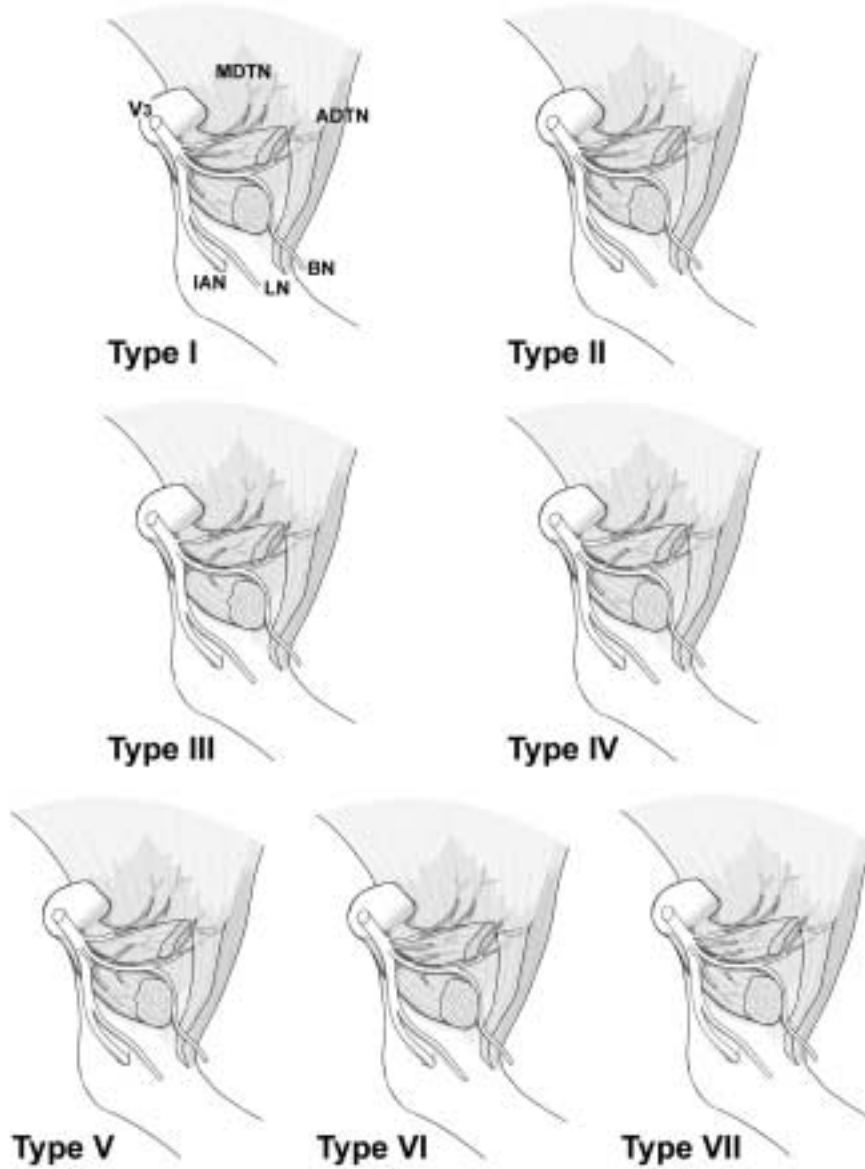 MDTN
V3
ADTN
IAN
LN
BN
Type I
Type II
Type III
Type IV
Type V
Type VI
Type VII